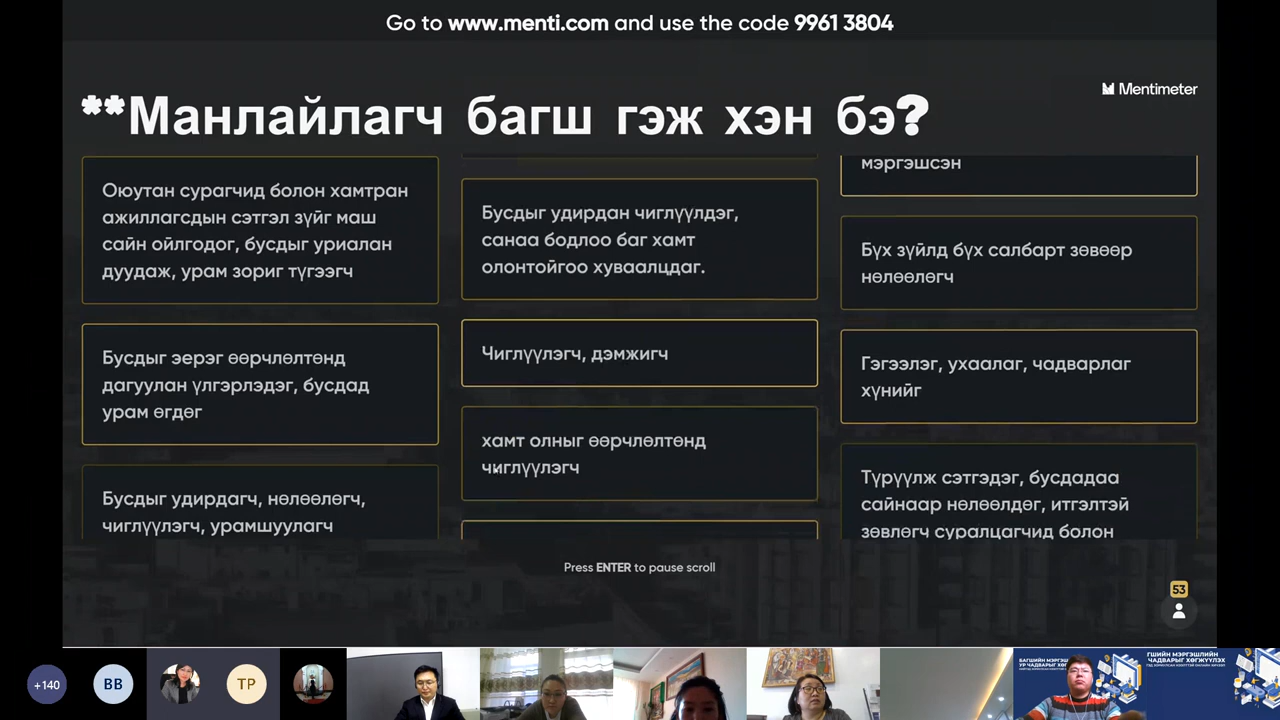 Go to www.menti.com and use the code 9961 3804
Mentimeter
**Манлайлагч багш гэж хэн бэ?
Оюутан сурагчид болон хамтран
ажиллагсдын сэтгэл зүйг маш
сайн ойлгодог, бусдыг уриалан
дуудаж, урам зориг түгээгч
Бусдыг эерэг өөрчлөлтөнд
дагуулан үлгэрлэдэг, бусдад
урам өгдөг
Бусдыг удирдагч, нөлөөлөгч,
чиглүүлэгч, урамшуулагч
Бусдыг удирдан чиглүүлдэг,
санаа бодлоо баг хамт
олонтойгоо хуваалцдаг.
Чиглүүлэгч, дэмжигч
хамт олныг өөрчлөлтөнд
чиглүүлэгч
мэргэшсэн
Бүх зүйлд бүх салбарт зөвөөр
нөлөөлөгч
Гэгээлэг, ухаалаг, чадварлаг
хүнийг
Түрүүлж сэтгэдэг, бусдадаа
сайнаар нөлөөлдөг, итгэлтэй
зөвлөгч суралцагчид болон
Press ENTER to pause scroll
53
+140
BB
TP